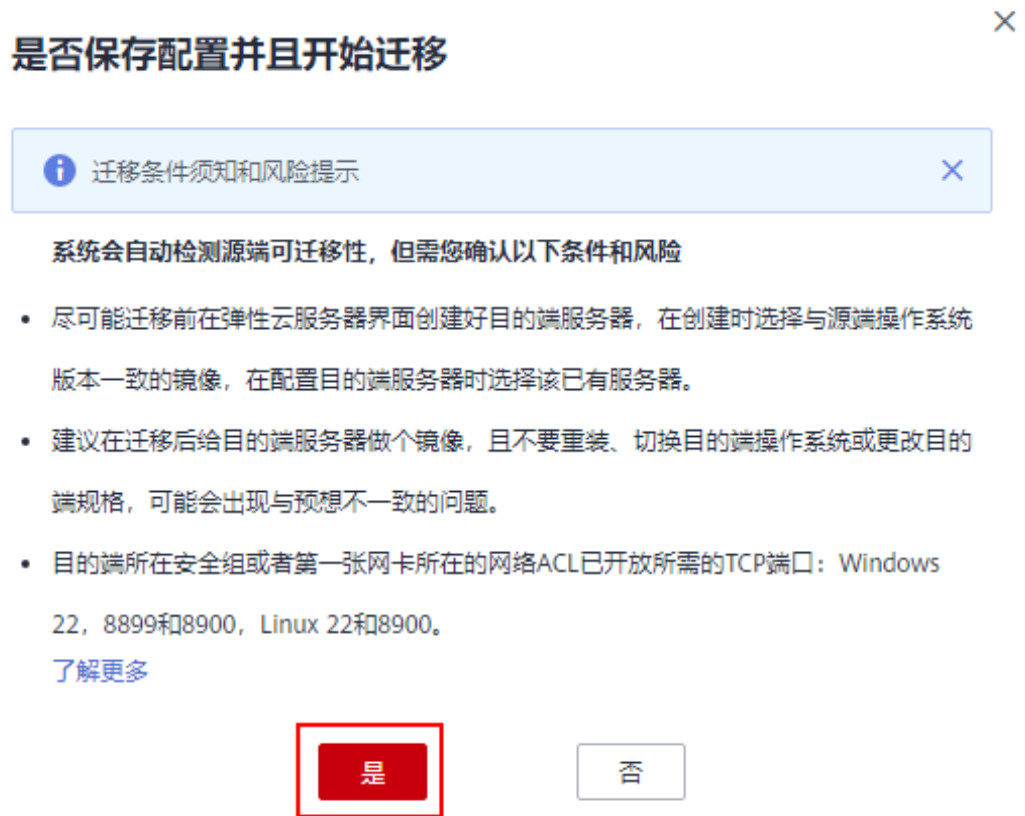 是否保存配置并且开始迁移
迁移条件须知和风险提示
系统会自动检测源端可迁移性，但需您确认以下条件和风险
• 尽可能迁移前在弹性云服务器界面创建好目的端服务器，在创建时选择与源端操作系统
版本一致的镜像，在配置目的端服务器时选择该已有服务器。
• 建议在迁移后给目的端服务器做个镜像，且不要重装、切换目的端操作系统或更改目的
端规格，可能会出现与预想不一致的问题。
• 目的端所在安全组或者第一张网卡所在的网络ACL已开放所需的TCP端口：Windows
22，8899和8900，Linux 22和8900。
了解更多
是
否